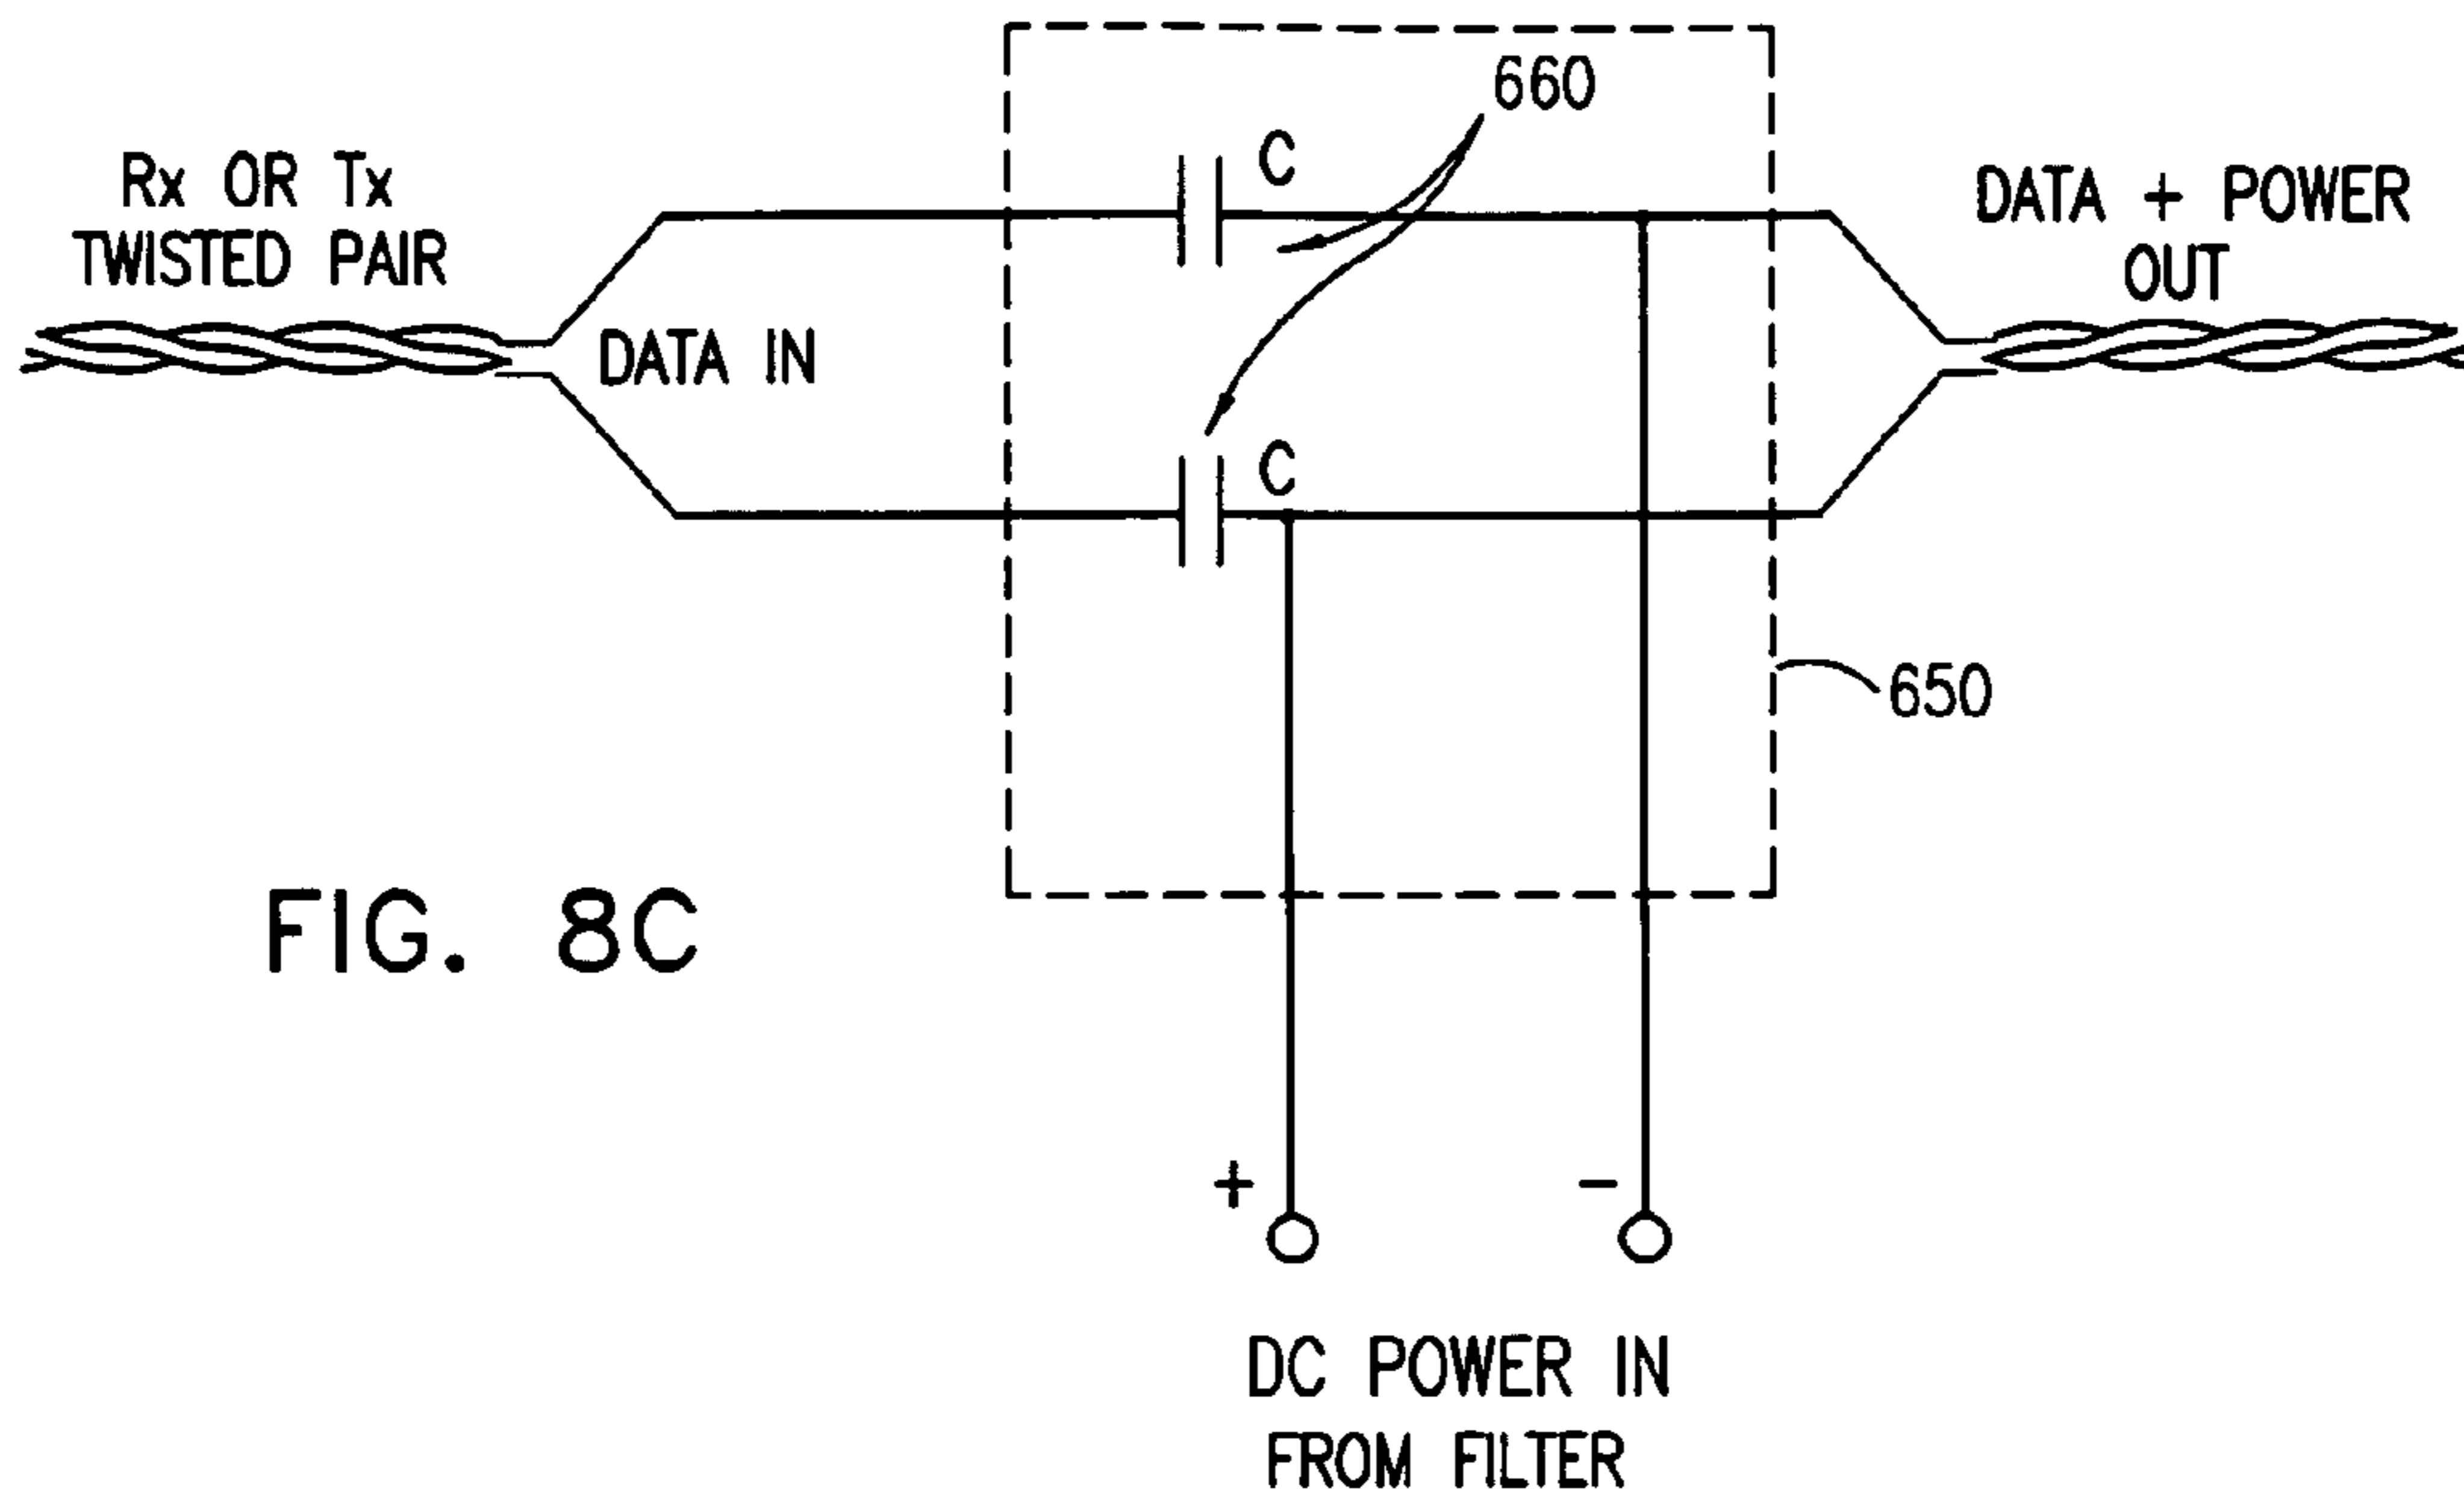 660
C
Rx OR Tx
TWISTED PAIR
DATA IN
DATA + POWER
OUT
C
650
FIG. 8C
+ −
DC POWER IN
FROM FILTER